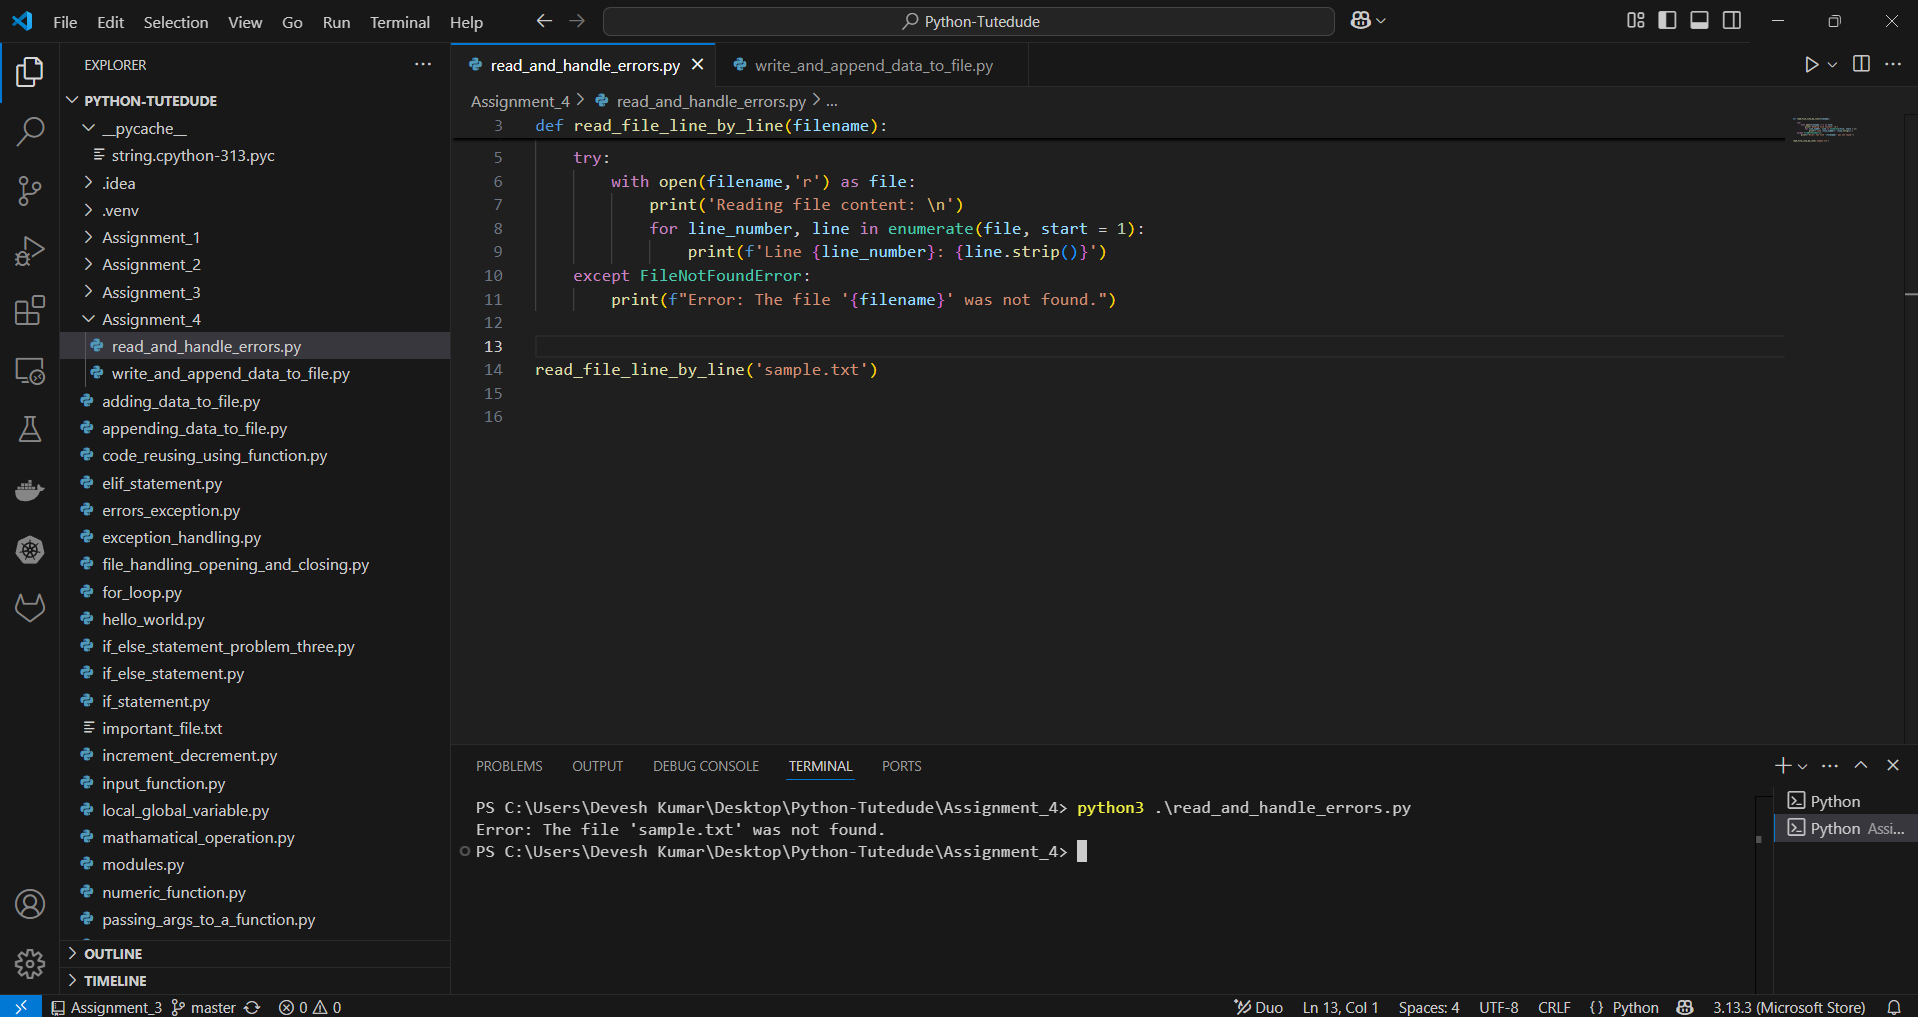 File Edit Selection View Go Run Terminal Help
Python-Tutedude
EXPLORER
PYTHON-TUTEDUDE
__pycache__
string.cpython-313.pyc
.idea
.venv
Assignment_1
Assignment_2
Assignment_3
Assignment_4
read_and_handle_errors.py
write_and_append_data_to_file.py
adding_data_to_file.py
appending_data_to_file.py
code_reusing_using_function.py
elif_statement.py
errors_exception.py
exception_handling.py
file_handling_opening_and_closing.py
for_loop.py
hello_world.py
if_else_statement_problem_three.py
if_else_statement.py
if_statement.py
important_file.txt
increment_decrement.py
input_function.py
local_global_variable.py
mathamatical_operation.py
modules.py
numeric_function.py
passing_args_to_a_function.py
OUTLINE
TIMELINE
read_and_handle_errors.py write_and_append_data_to_file.py
Assignment_4 > read_and_handle_errors.py > ...
3 def read_file_line_by_line(filename):
5 try:
6 with open(filename,'r') as file:
7 print('Reading file content: \n')
8 for line_number, line in enumerate(file, start = 1):
9 print(f'Line {line_number}: {line.strip()}')
10 except FileNotFoundError:
11 print(f"Error: The file '{filename}' was not found.")
12
13
14 read_file_line_by_line('sample.txt')
15
16
PROBLEMS OUTPUT DEBUG CONSOLE TERMINAL PORTS
PS C:\Users\Devesh Kumar\Desktop\Python-Tutedude\Assignment_4> python3 .\read_and_handle_errors.py
Error: The file 'sample.txt' was not found.
PS C:\Users\Devesh Kumar\Desktop\Python-Tutedude\Assignment_4>
Python
Python Assi...
Assignment_3 master 0 0 Duo Ln 13, Col 1 Spaces: 4 UTF-8 CRLF {} Python 3.13.3 (Microsoft Store)